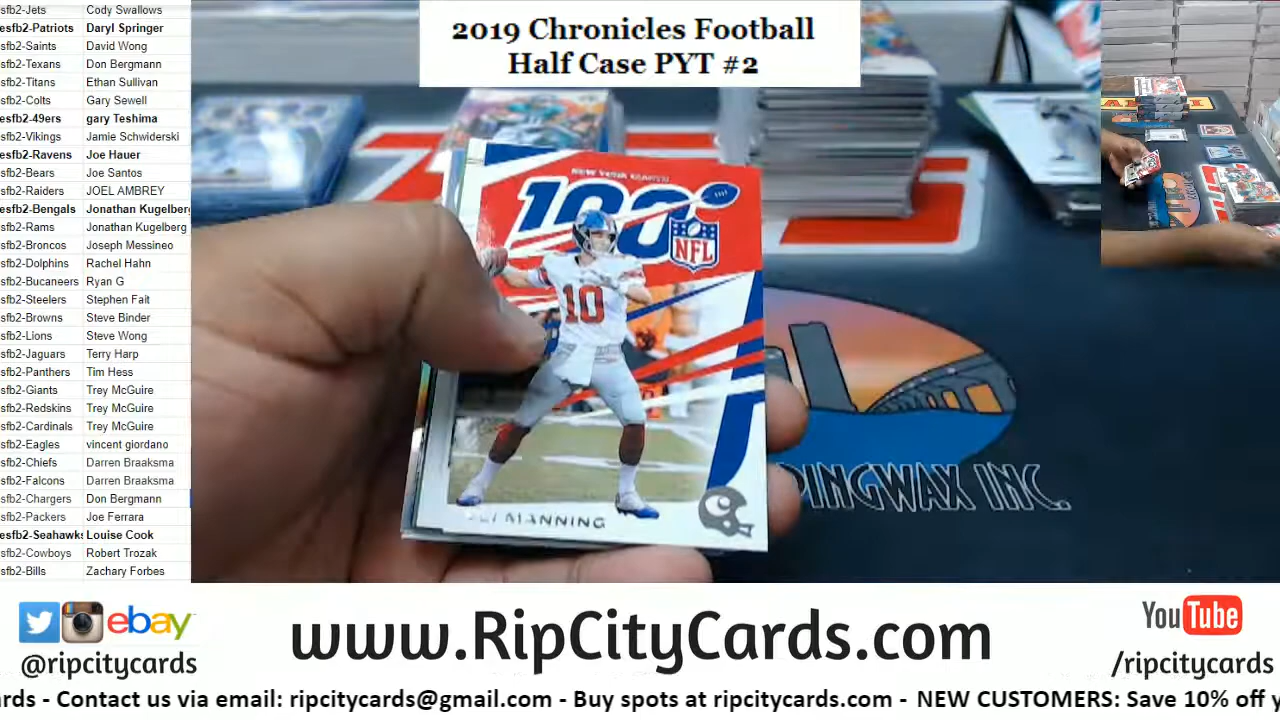 sfb2-Jets Cody Swallows
esfb2-Patriots Daryl Springer
sfb2-Saints David Wong
sfb2-Texans Don Bergmann
sfb2-Titans Ethan Sullivan
sfb2-Colts Gary Sewell
esfb2-49ers gary Teshima
sfb2-Vikings Jamie Schwiderski
esfb2-Ravens Joe Hauer
sfb2-Bears Joe Santos
sfb2-Raiders JOEL AMBREY
esfb2-Bengals Jonathan Kugelberg
sfb2-Rams Jonathan Kugelberg
sfb2-Broncos Joseph Messineo
sfb2-Dolphins Rachel Hahn
sfb2-Bucaneers Ryan G
sfb2-Steelers Stephen Fait
sfb2-Browns Steve Binder
sfb2-Lions Steve Wong
sfb2-Jaguars Terry Harp
sfb2-Panthers Tim Hess
sfb2-Giants Trey McGuire
sfb2-Redskins Trey McGuire
sfb2-Cardinals Trey McGuire
sfb2-Eagles vincent giordano
sfb2-Chiefs Darren Braaksma
sfb2-Falcons Darren Braaksma
sfb2-Chargers Don Bergmann
sfb2-Packers Joe Ferrara
esfb2-Seahawks Louise Cook
sfb2-Cowboys Robert Trozak
sfb2-Bills Zachary Forbes
2019 Chronicles Football
Half Case PYT #2
NEW YORK GIANTS
100
NFL
10
ELI MANNING
PINGWAX INC.
ebay
@ripcitycards
www.RipCityCards.com
YouTube
/ripcitycards
ards - Contact us via email: ripcitycards@gmail.com - Buy spots at ripcitycards.com - NEW CUSTOMERS: Save 10% off y